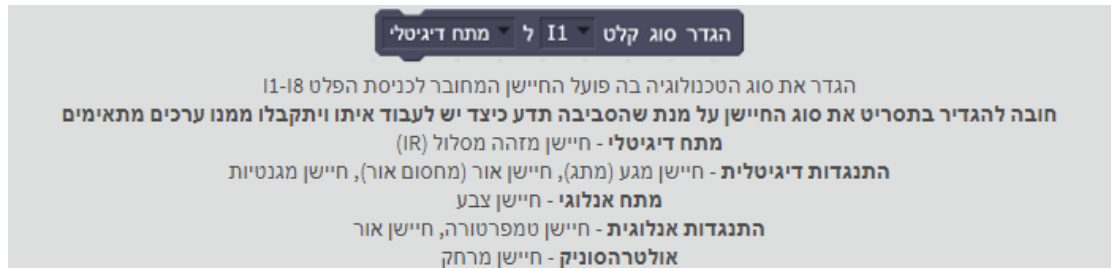 הגדר סוג קלט I1 ל מתח דיגיטלי
הגדר את סוג הטכנולוגיה בה פועל החיישן המחובר לכניסת הפלט I1-I8
חובה להגדיר בתסריט את סוג החיישן על מנת שהסביבה תדע כיצד יש לעבוד איתו ויתקבלו ממנו ערכים מתאימים
מתח דיגיטלי - חיישן מזהה מסלול (IR)
התנגדות דיגיטלית - חיישן מגע (מתג), חיישן אור (מחסום אור), חיישן מגנטיות
מתח אנלוגי - חיישן צבע
התנגדות אנלוגית - חיישן טמפרטורה, חיישן אור
אולטרהסוניק - חיישן מרחק